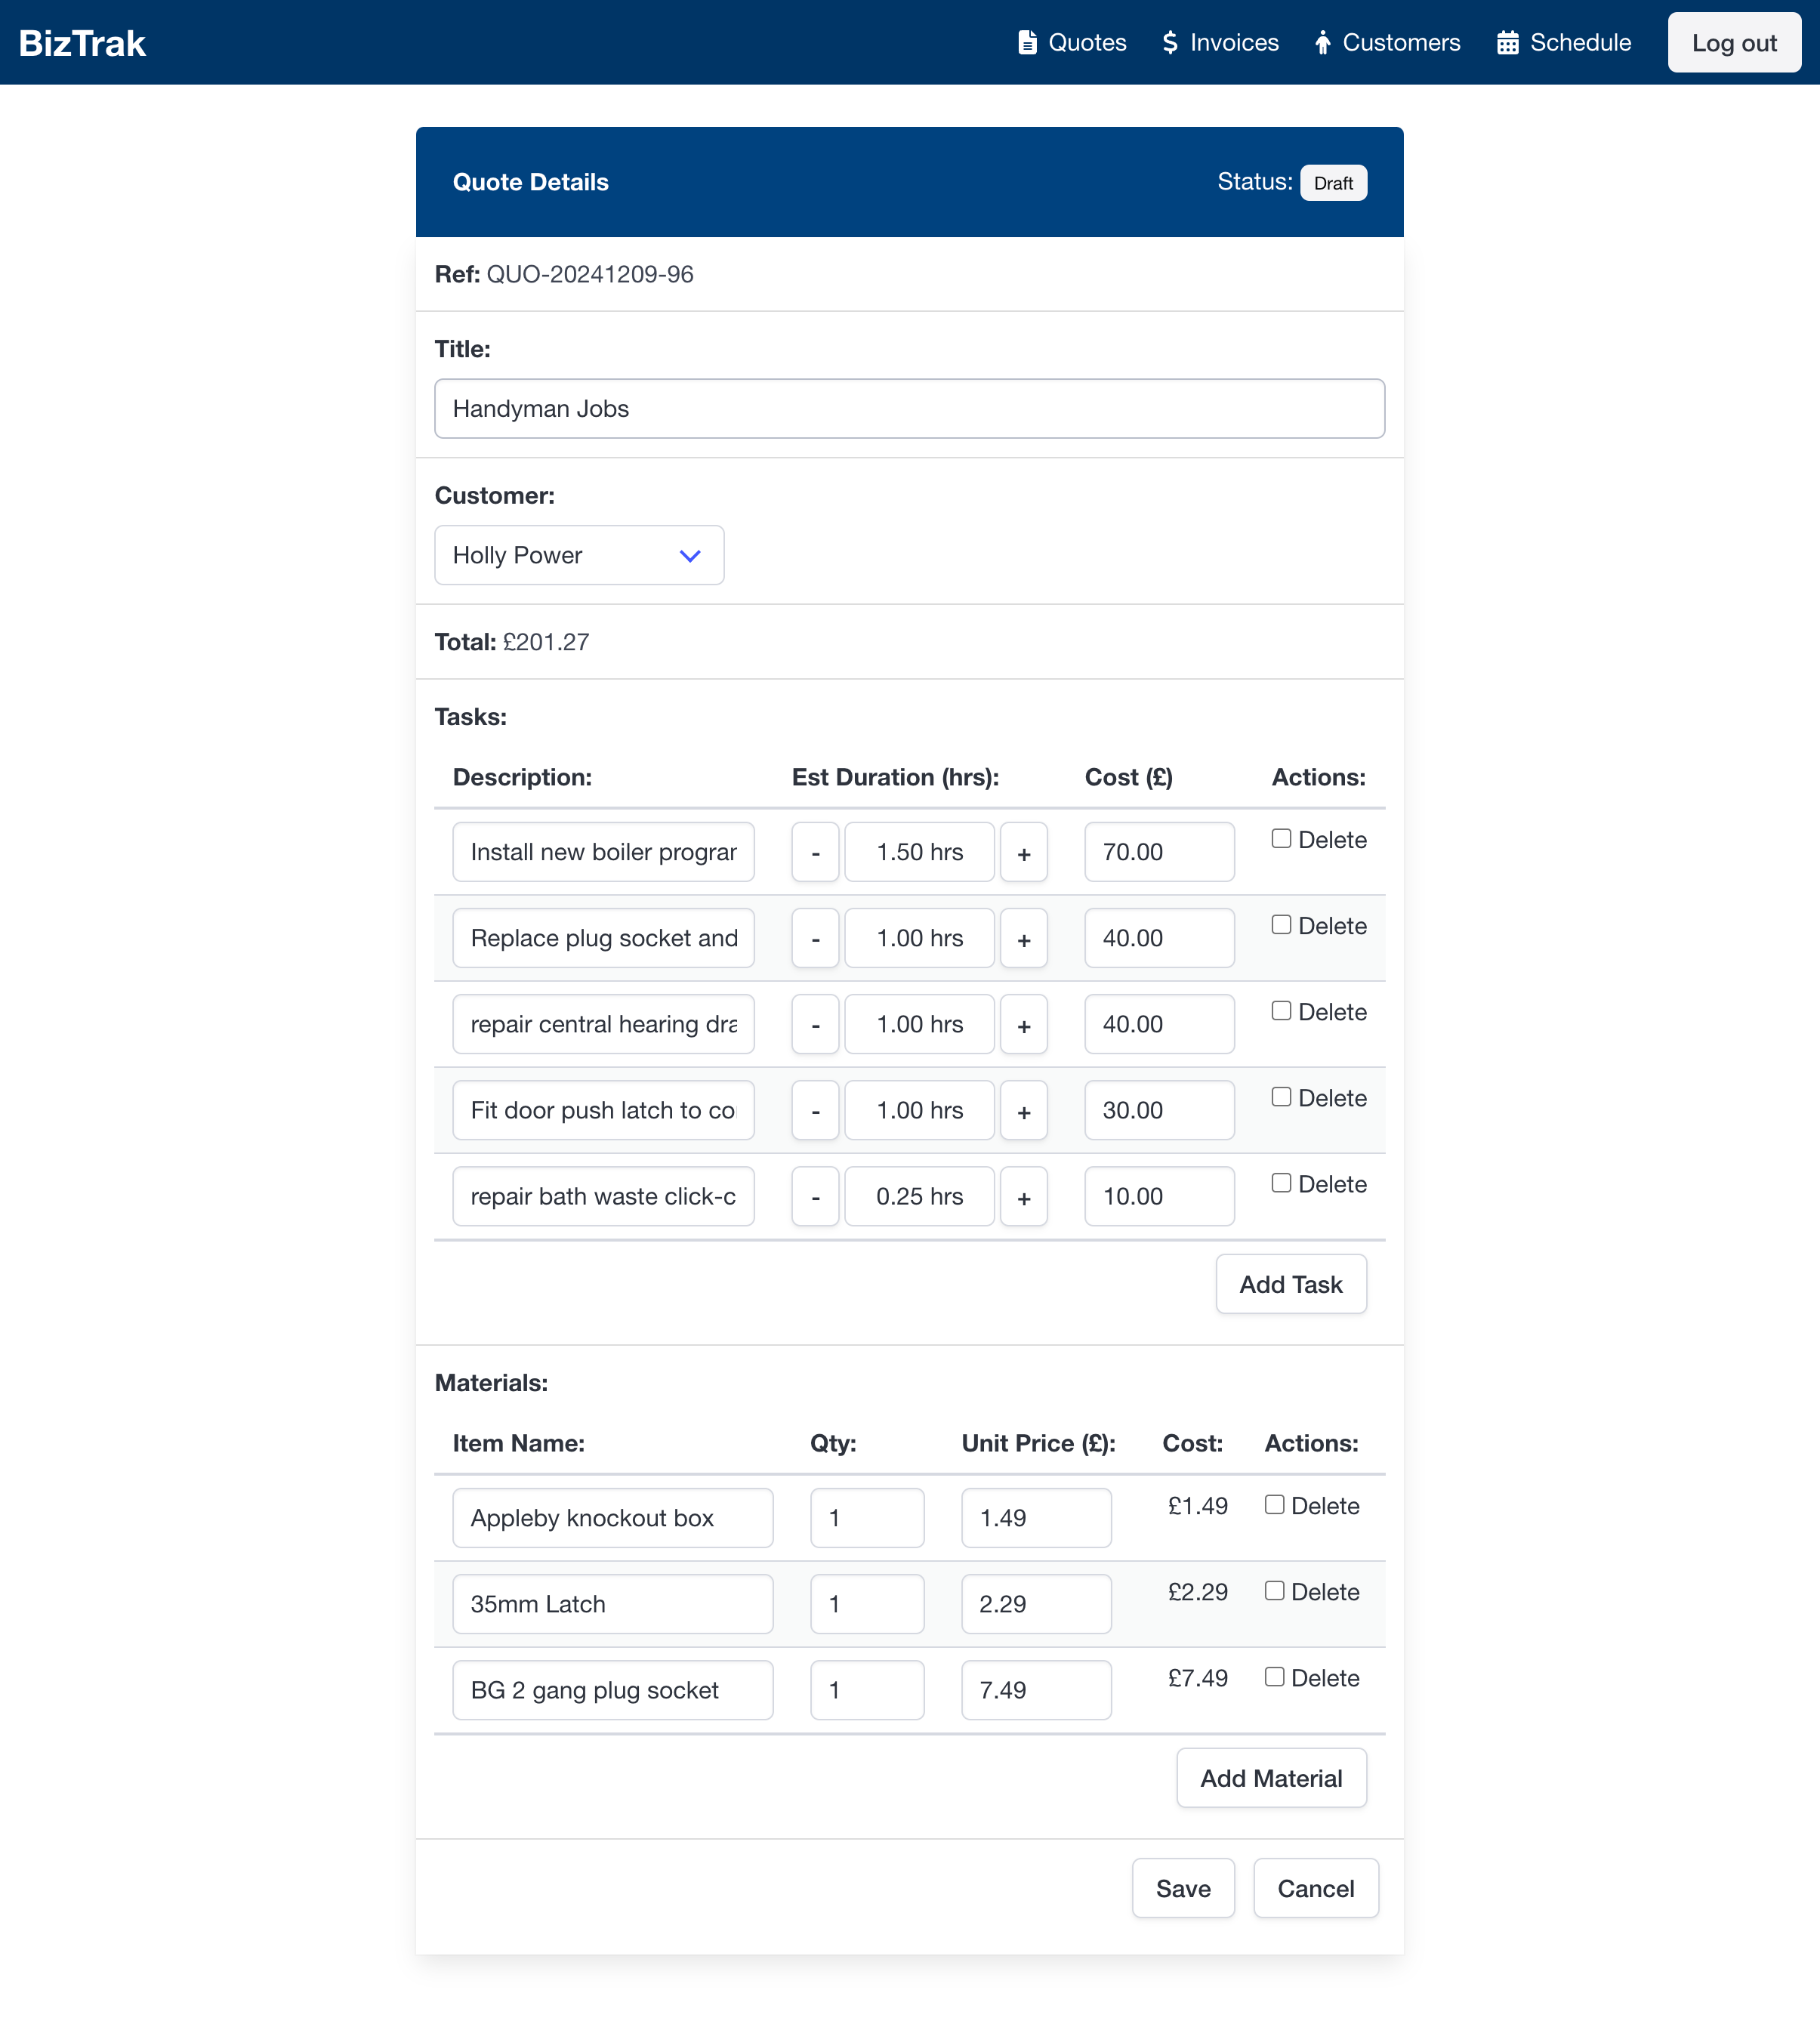 BizTrak Quotes Invoices Customers Schedule Log out
Quote Details Status: Draft
Ref: QUO-20241209-96
Title:
Handyman Jobs
Customer:
Holly Power
Total: £201.27
Tasks:
Description: Est Duration (hrs): Cost (£) Actions:
Install new boiler - 1.50 hrs + 70.00 Delete
Replace plug socket and - 1.00 hrs + 40.00 Delete
repair central hearing - 1.00 hrs + 40.00 Delete
Fit door push latch to - 1.00 hrs + 30.00 Delete
repair bath waste click-c - 0.25 hrs + 10.00 Delete
Add Task
Materials:
Item Name: Qty: Unit Price (£): Cost: Actions:
Appleby knockout box 1 1.49 £1.49 Delete
35mm Latch 1 2.29 £2.29 Delete
BG 2 gang plug socket 1 7.49 £7.49 Delete
Add Material
Save Cancel